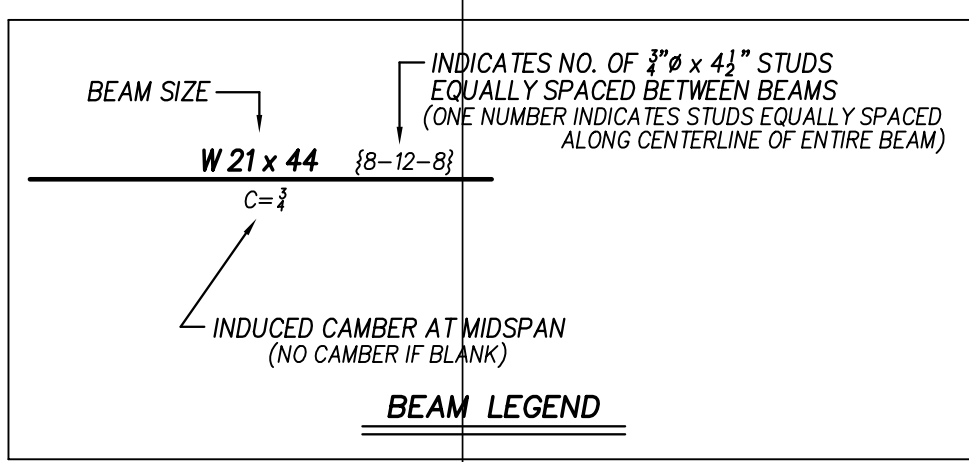 INDICATES NO. OF 3/4"ø x 4 1/2" STUDS
BEAM SIZE
EQUALLY SPACED BETWEEN BEAMS
(ONE NUMBER INDICATES STUDS EQUALLY SPACED
ALONG CENTERLINE OF ENTIRE BEAM)
W 21 x 44 {8-12-8}
C=3/4
INDUCED CAMBER AT MIDSPAN
(NO CAMBER IF BLANK)
BEAM LEGEND